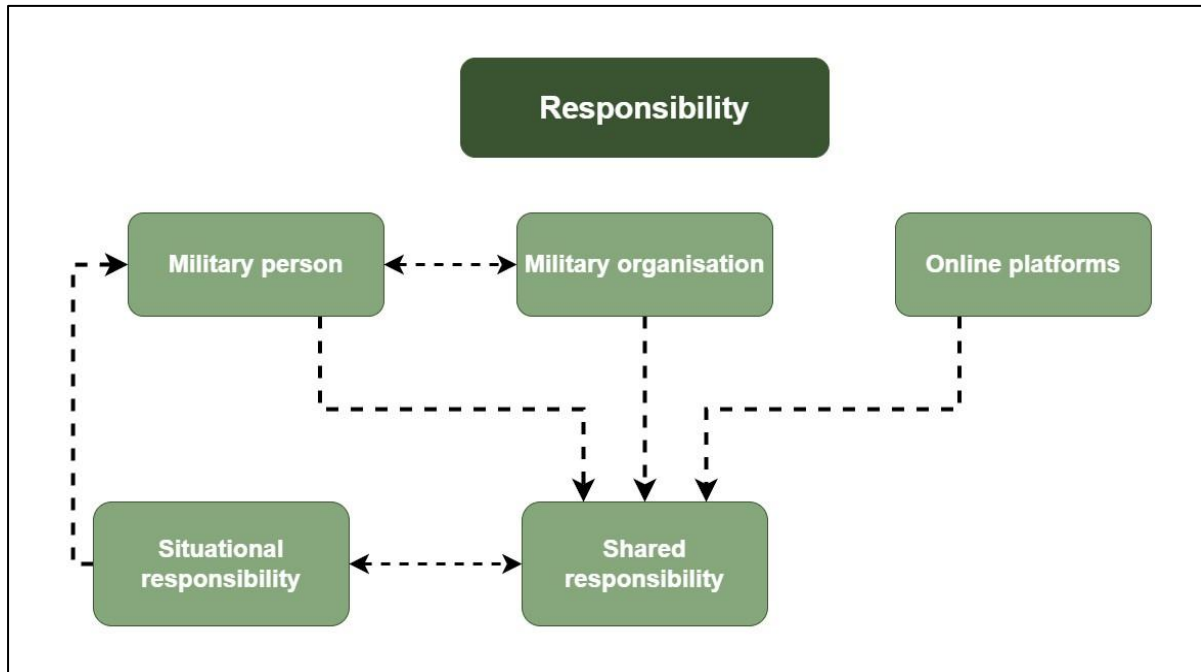 Responsibility
Military person
Military organisation
Online platforms
Situational
responsibility
Shared
responsibility